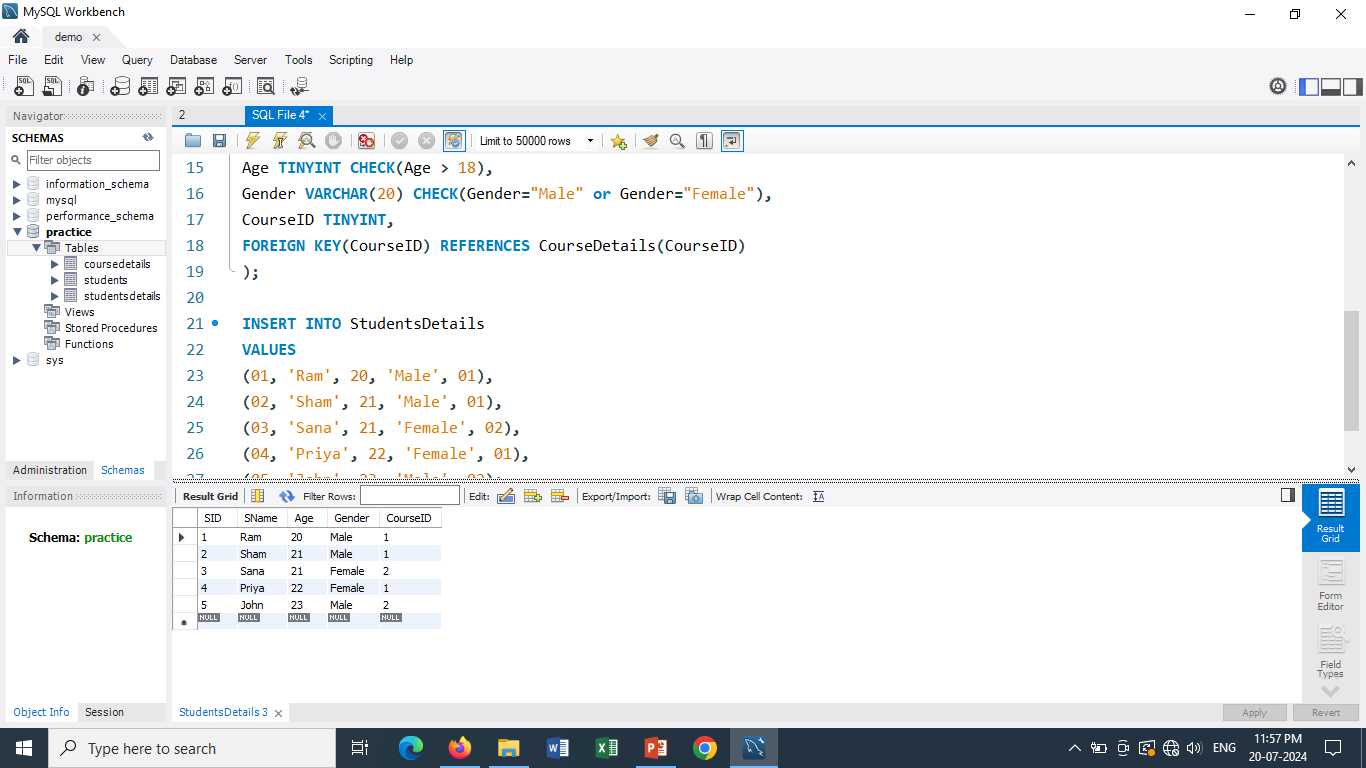 MySQL Workbench
demo
File Edit View Query Database Server Tools Scripting Help
Navigator
SCHEMAS
Filter objects
information_schema
mysql
performance_schema
practice
Tables
coursedetails
students
studentsdetails
Views
Stored Procedures
Functions
sys
Administration Schemas
Information
Schema: practice
Object Info Session
2 SQL File 4*
Limit to 50000 rows
15 Age TINYINT CHECK(Age > 18),
16 Gender VARCHAR(20) CHECK(Gender="Male" or Gender="Female"),
17 CourseID TINYINT,
18 FOREIGN KEY(CourseID) REFERENCES CourseDetails(CourseID)
19 );
20
21 INSERT INTO StudentsDetails
22 VALUES
23 (01, 'Ram', 20, 'Male', 01),
24 (02, 'Sham', 21, 'Male', 01),
25 (03, 'Sana', 21, 'Female', 02),
26 (04, 'Priya', 22, 'Female', 01),
27 (05, 'John', 23, 'Male', 02);
Result Grid Filter Rows: Edit: Export/Import: Wrap Cell Content:
SID SName Age Gender CourseID
1 Ram 20 Male 1
2 Sham 21 Male 1
3 Sana 21 Female 2
4 Priya 22 Female 1
5 John 23 Male 2
NULL NULL NULL NULL NULL
Result
Grid
Form
Editor
Field
Types
StudentsDetails 3
Apply Revert
Type here to search
ENG
11:57 PM
20-07-2024